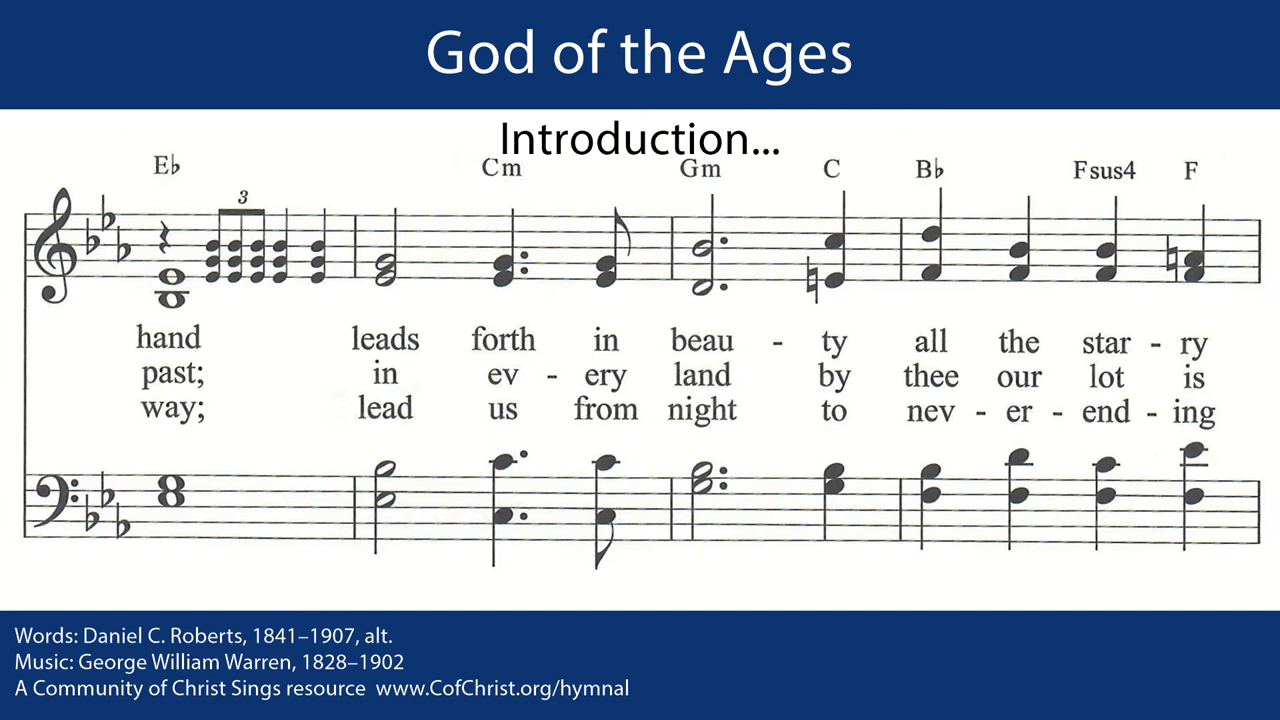 God of the Ages
Introduction...
E♭ Cm Gm C B♭ Fsus4 F
3
hand leads forth in beau - ty all the star - ry
past; in ev - ery land by thee our lot is
way; lead us from night to nev - er - end - ing
Words: Daniel C. Roberts, 1841–1907, alt.
Music: George William Warren, 1828–1902
A Community of Christ Sings resource www.CofChrist.org/hymnal